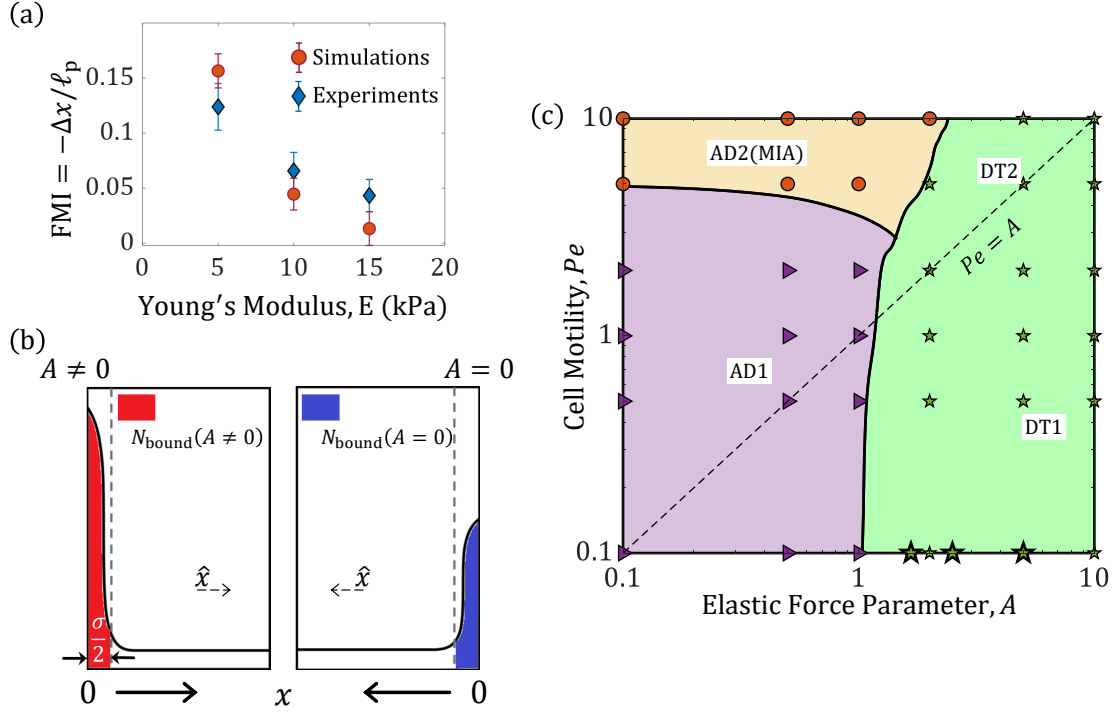 (a)
FMI = −Δx/ℓp
0.15
0.1
0.05
0
Simulations
Experiments
0 5 10 15 20
Young's Modulus, E (kPa)
(b)
A ≠ 0
A = 0
Nbound(A ≠ 0)
Nbound(A = 0)
x̂
x̂
σ
2
0 x 0
(c)
Cell Motility, Pe
10
1
0.1
AD2(MIA)
DT2
Pe = A
AD1
DT1
0.1 1 10
Elastic Force Parameter, A